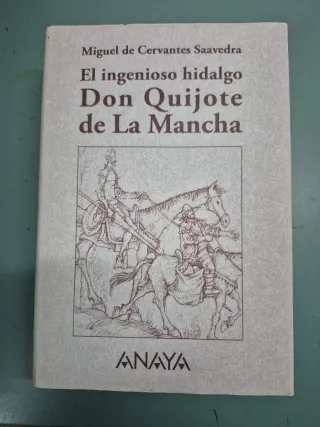 Miguel de Cervantes Saavedra
El ingenioso hidalgo
Don Quijote
de La Mancha
ANAYA